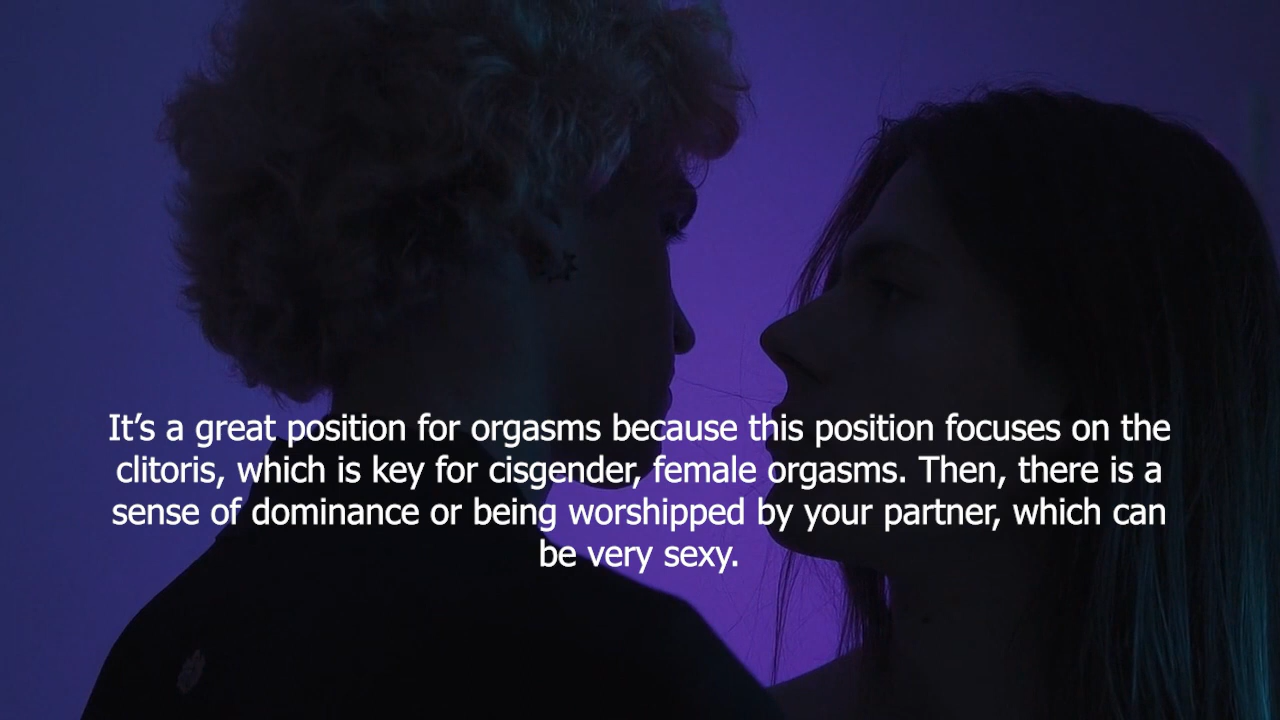 It’s a great position for orgasms because this position focuses on the
clitoris, which is key for cisgender, female orgasms. Then, there is a
sense of dominance or being worshipped by your partner, which can
be very sexy.